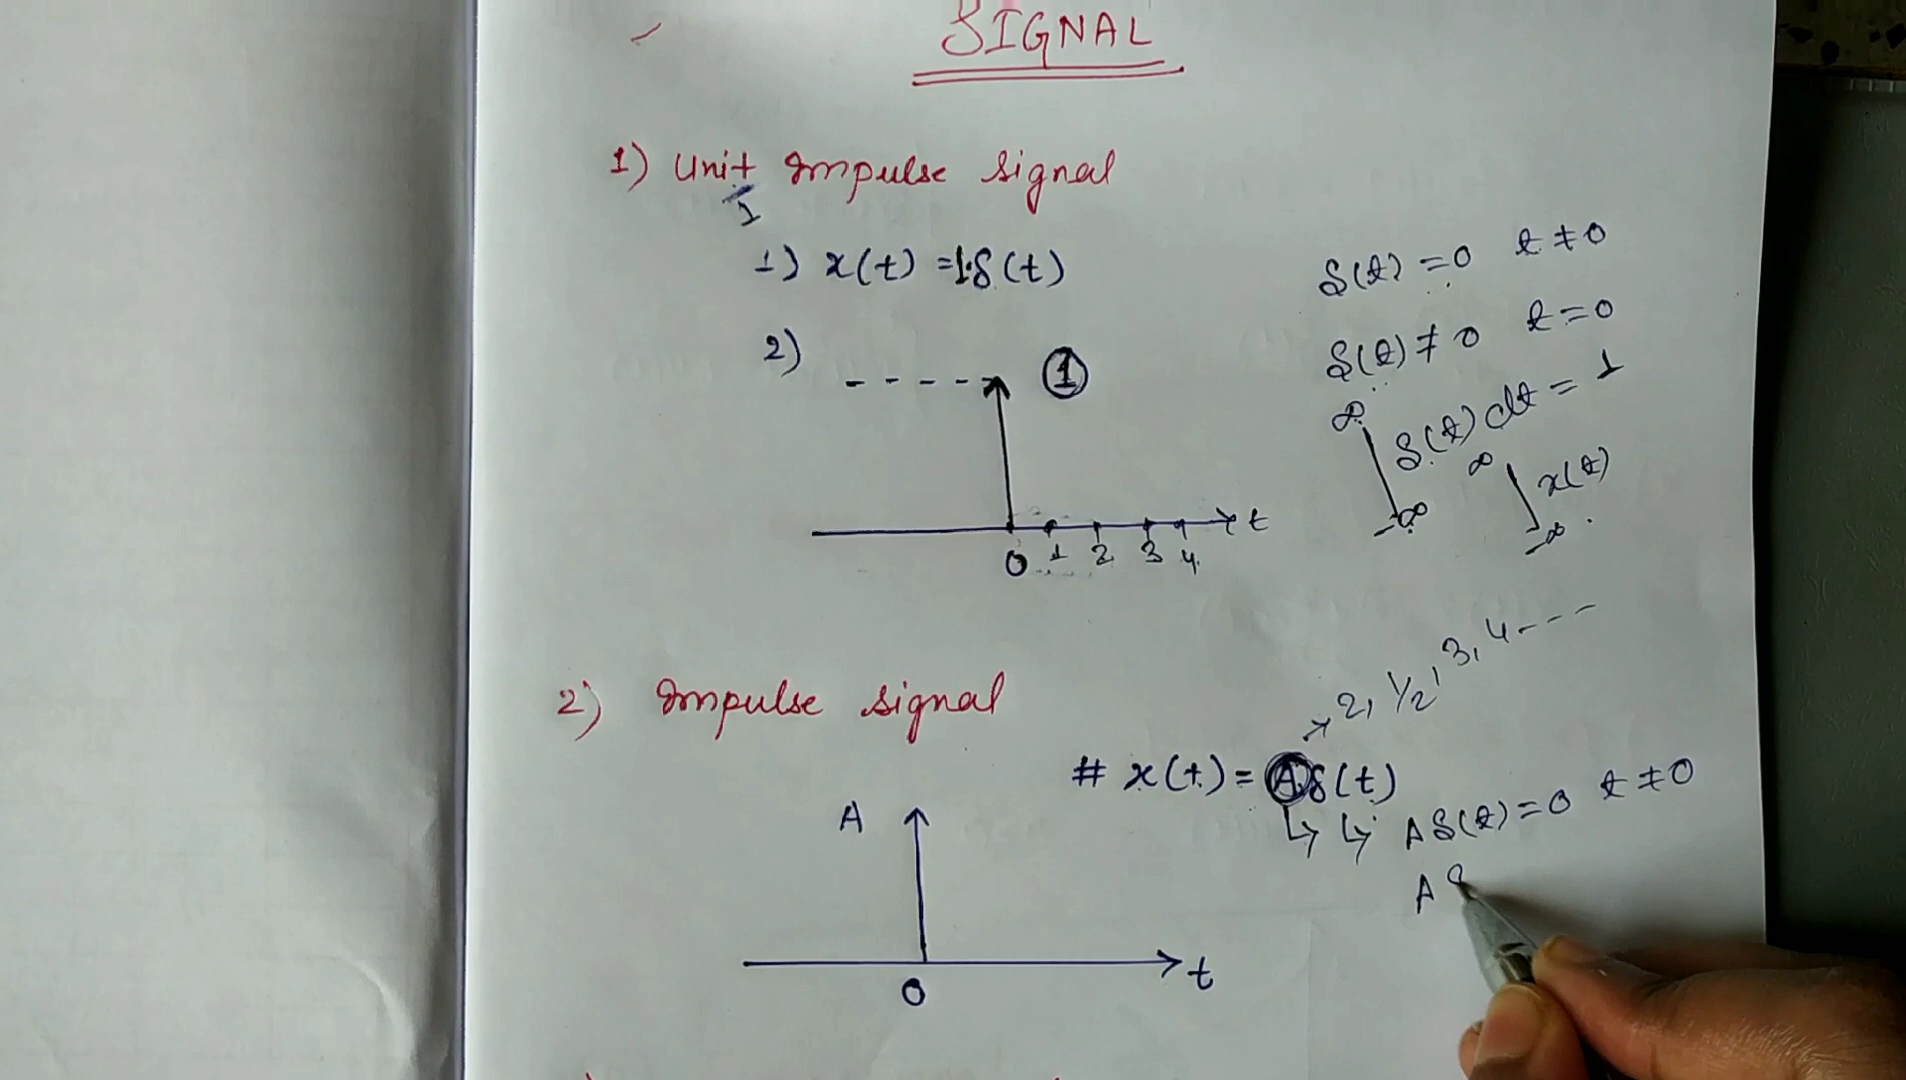 SIGNAL
1) Unit Impulse signal
1
1) x(t) = 1·δ(t)
δ(t) = 0 t ≠ 0
2)
1
δ(t) ≠ 0 t = 0
∞ ∫ -∞ δ(t) dt = 1
∞ ∫ -∞ x(t)
t
0 1 2 3 4
2) Impulse signal
→ 2, 1/2, 3, 4 - - -
# x(t) = A δ(t)
A
↳ ↳ A δ(t) = 0 t ≠ 0
A
t
0